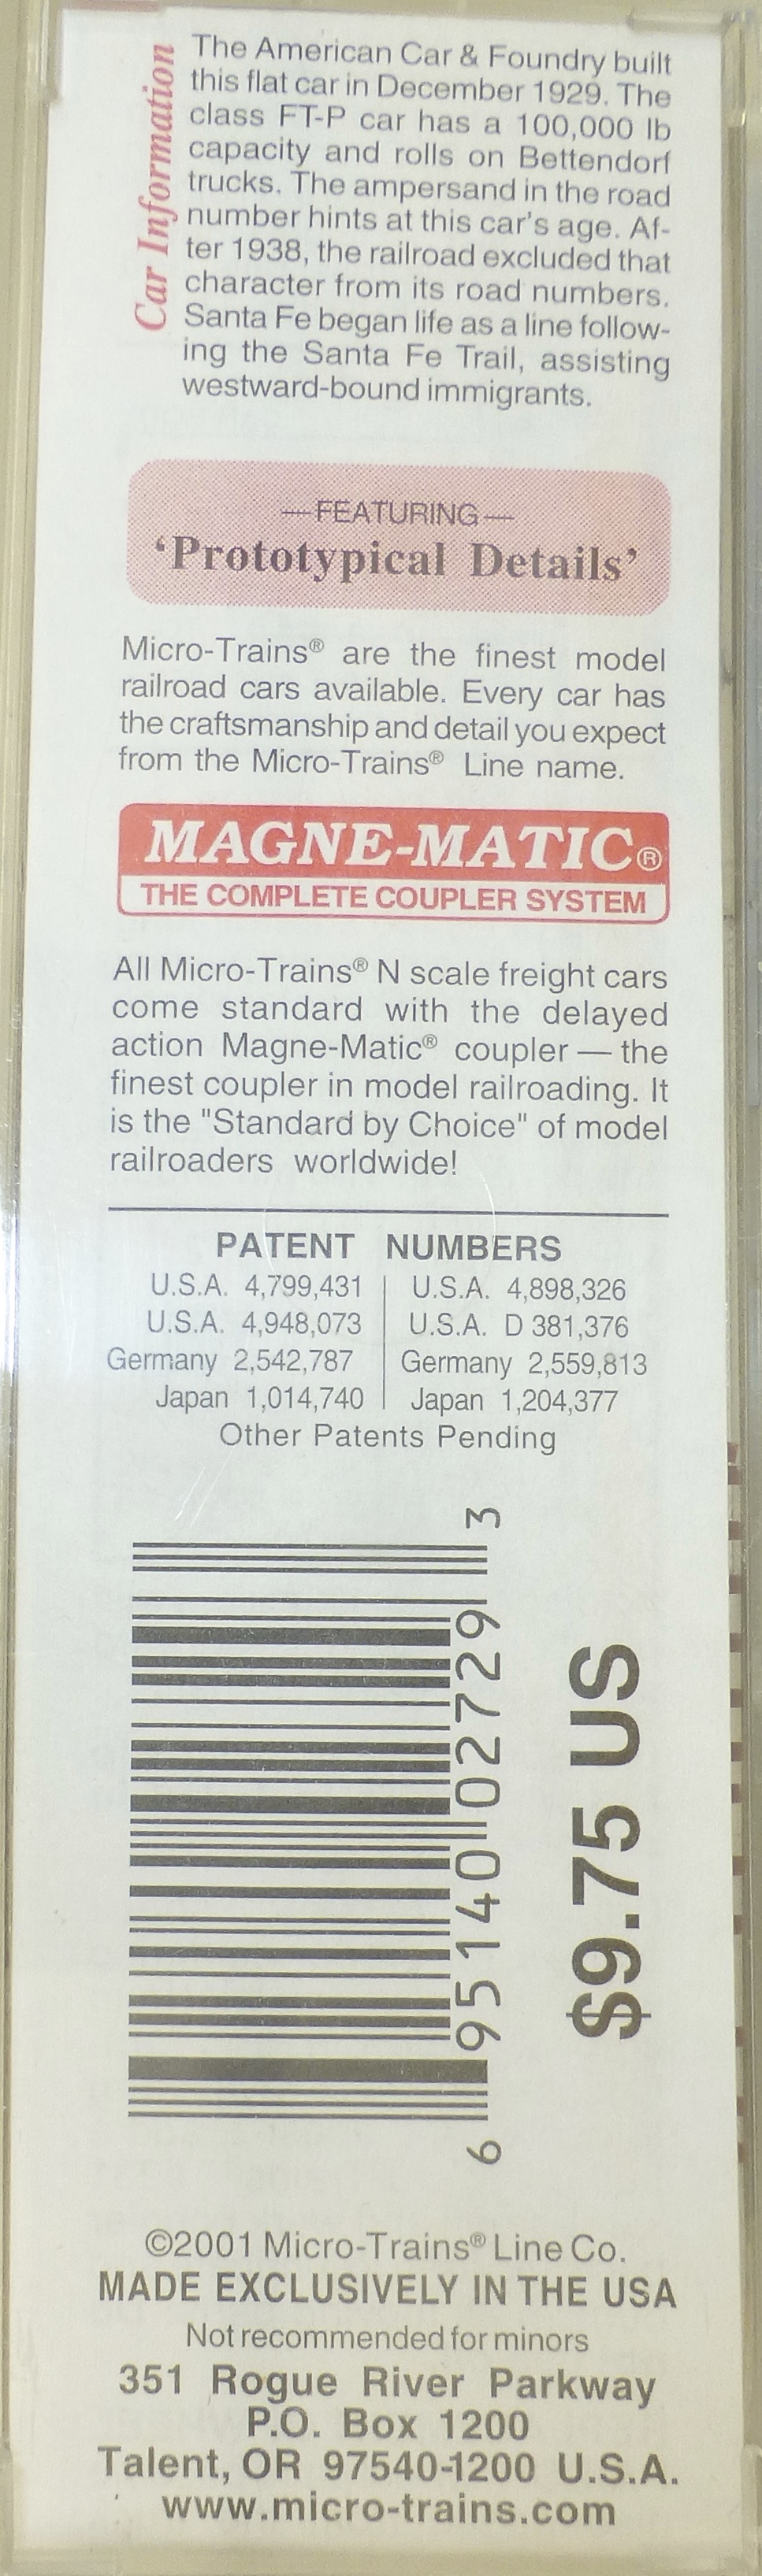 Car Information
The American Car & Foundry built
this flat car in December 1929. The
class FT-P car has a 100,000 lb
capacity and rolls on Bettendorf
trucks. The ampersand in the road
number hints at this car's age. Af-
ter 1938, the railroad excluded that
character from its road numbers.
Santa Fe began life as a line follow-
ing the Santa Fe Trail, assisting
westward-bound immigrants.
—FEATURING—
‘Prototypical Details’
Micro-Trains® are the finest model
railroad cars available. Every car has
the craftsmanship and detail you expect
from the Micro-Trains® Line name.
MAGNE-MATIC®
THE COMPLETE COUPLER SYSTEM
All Micro-Trains® N scale freight cars
come standard with the delayed
action Magne-Matic® coupler — the
finest coupler in model railroading. It
is the "Standard by Choice" of model
railroaders worldwide!
PATENT NUMBERS
U.S.A. 4,799,431 | U.S.A. 4,898,326
U.S.A. 4,948,073 | U.S.A. D 381,376
Germany 2,542,787 | Germany 2,559,813
Japan 1,014,740 | Japan 1,204,377
Other Patents Pending
6 95140 02729 3
$9.75 US
©2001 Micro-Trains® Line Co.
MADE EXCLUSIVELY IN THE USA
Not recommended for minors
351 Rogue River Parkway
P.O. Box 1200
Talent, OR 97540-1200 U.S.A.
www.micro-trains.com